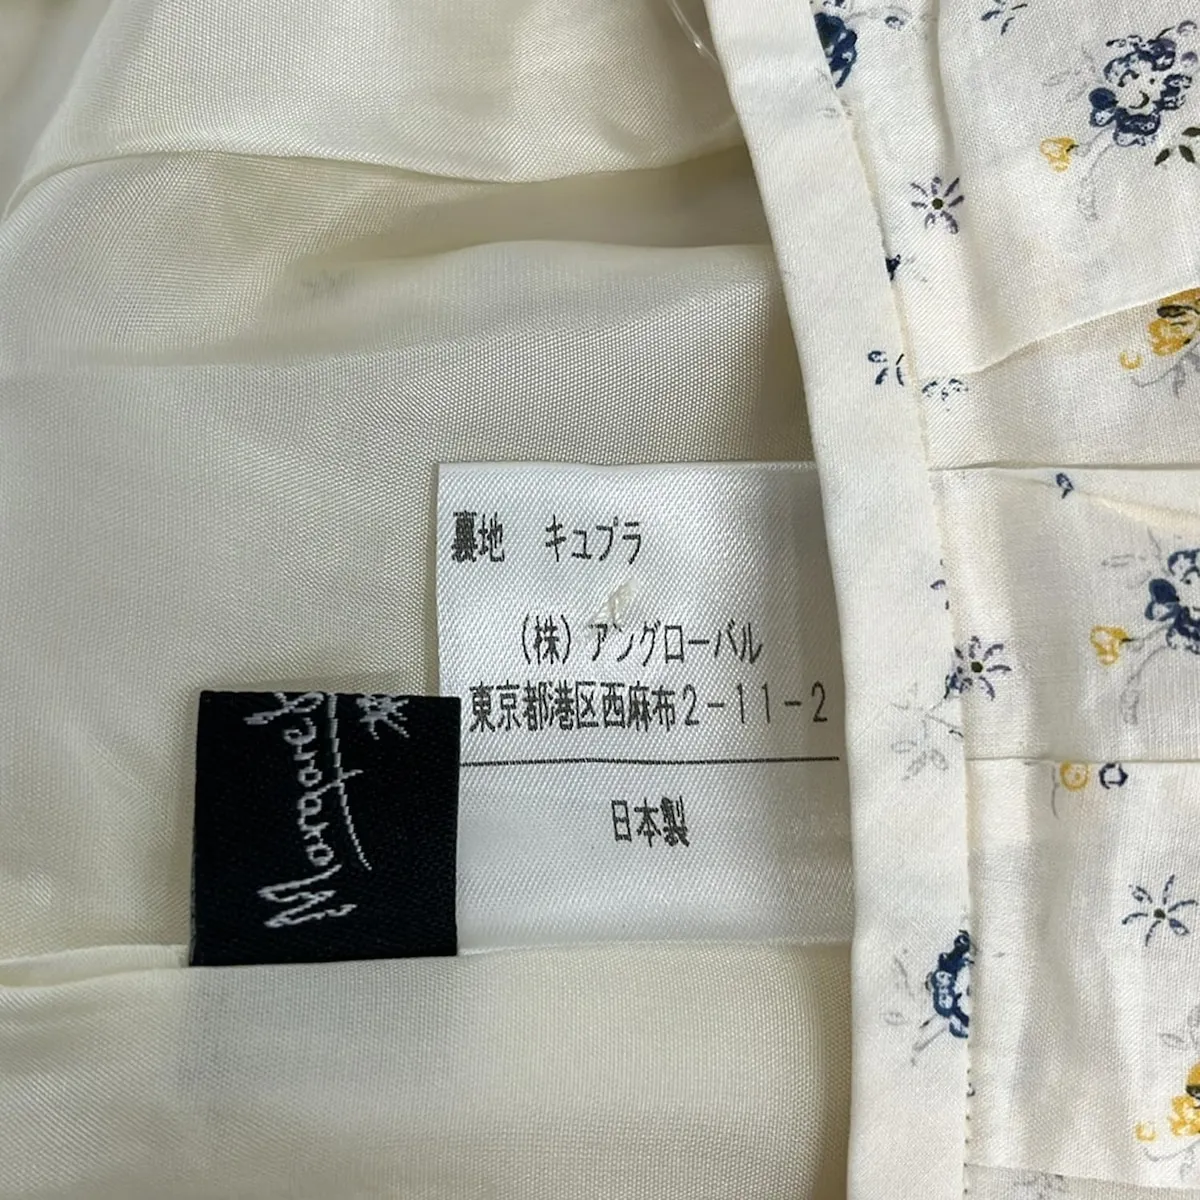 裏地 キュプラ
(株)アングローバル
東京都港区西麻布2-11-2
日本製
Margaret